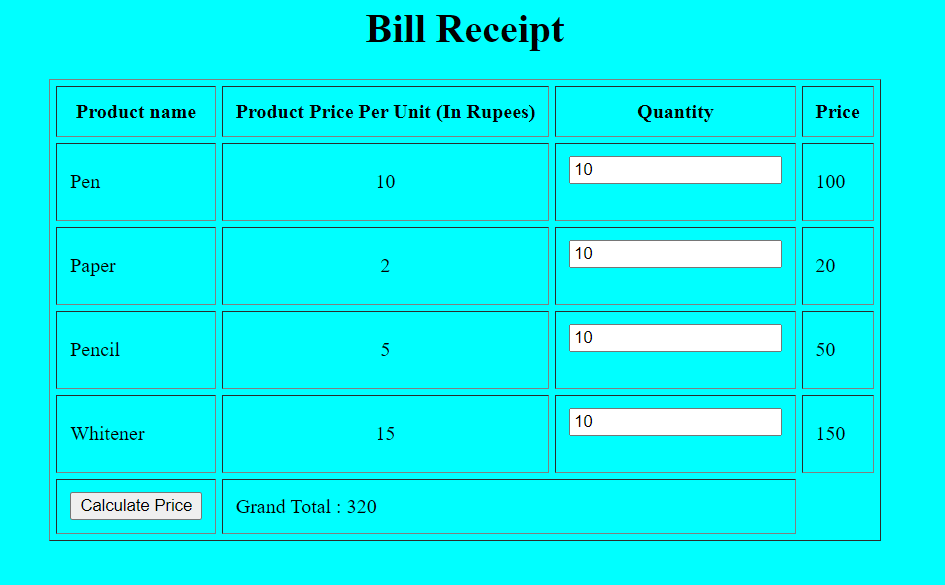 Bill Receipt
Product name Product Price Per Unit (In Rupees) Quantity Price
Pen 10 10 100
Paper 2 10 20
Pencil 5 10 50
Whitener 15 10 150
Calculate Price Grand Total : 320